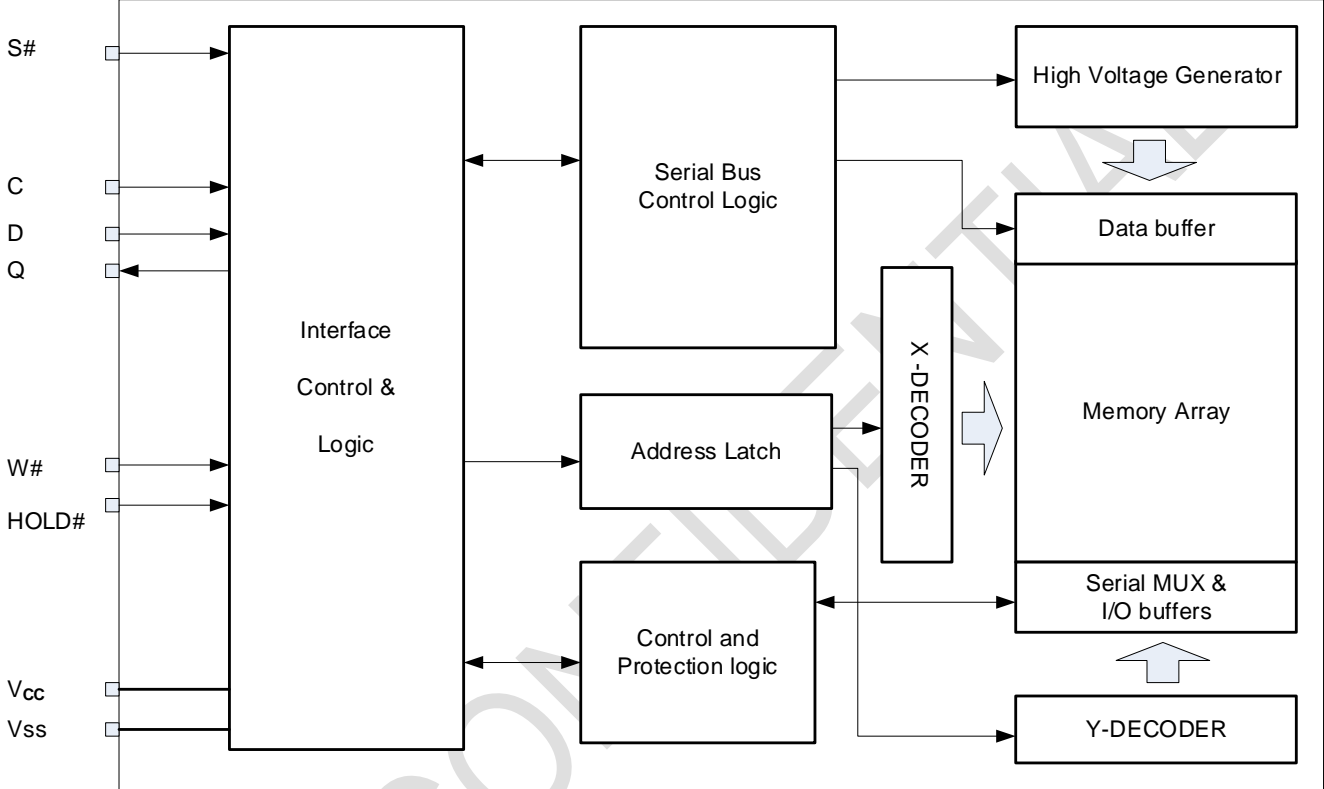 S#
C
D
Q
W#
HOLD#
Vcc
Vss
Interface
Control &
Logic
Serial Bus
Control Logic
Address Latch
Control and
Protection logic
X-DECODER
High Voltage Generator
Data buffer
Memory Array
Serial MUX &
I/O buffers
Y-DECODER
CONFIDENTIAL